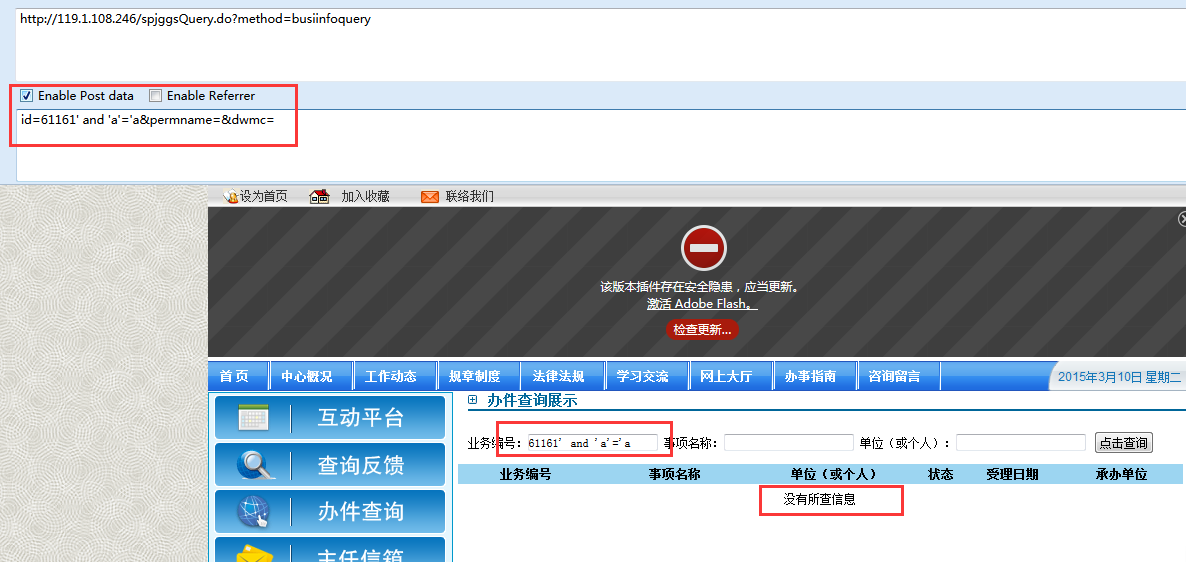 http://119.1.108.246/spjggsQuery.do?method=busiinfoquery
Enable Post data Enable Referrer
id=61161' and 'a'='a&permname=&dwmc=
设为首页 加入收藏 联络我们
该版本插件存在安全隐患，应当更新。
激活 Adobe Flash。
检查更新...
首 页 中心概况 工作动态 规章制度 法律法规 学习交流 网上大厅 办事指南 咨询留言 2015年3月10日 星期二
互动平台
查询反馈
办件查询
主任信箱
办件查询展示
业务编号: 61161' and 'a'='a 事项名称: 单位（或个人）: 点击查询
业务编号 事项名称 单位（或个人） 状态 受理日期 承办单位
没有所查信息